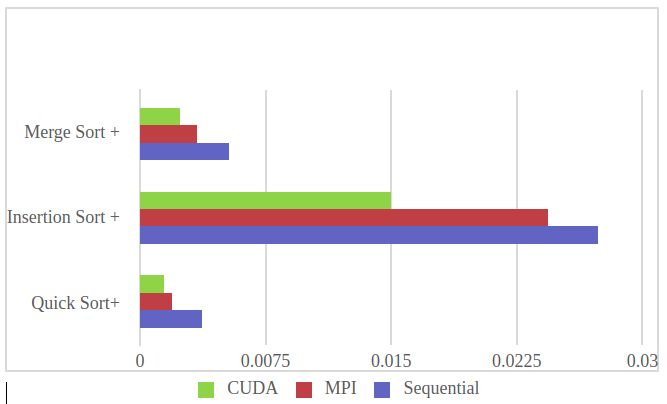 Merge Sort +
Insertion Sort +
Quick Sort+
0 0.0075 0.015 0.0225 0.03
CUDA MPI Sequential